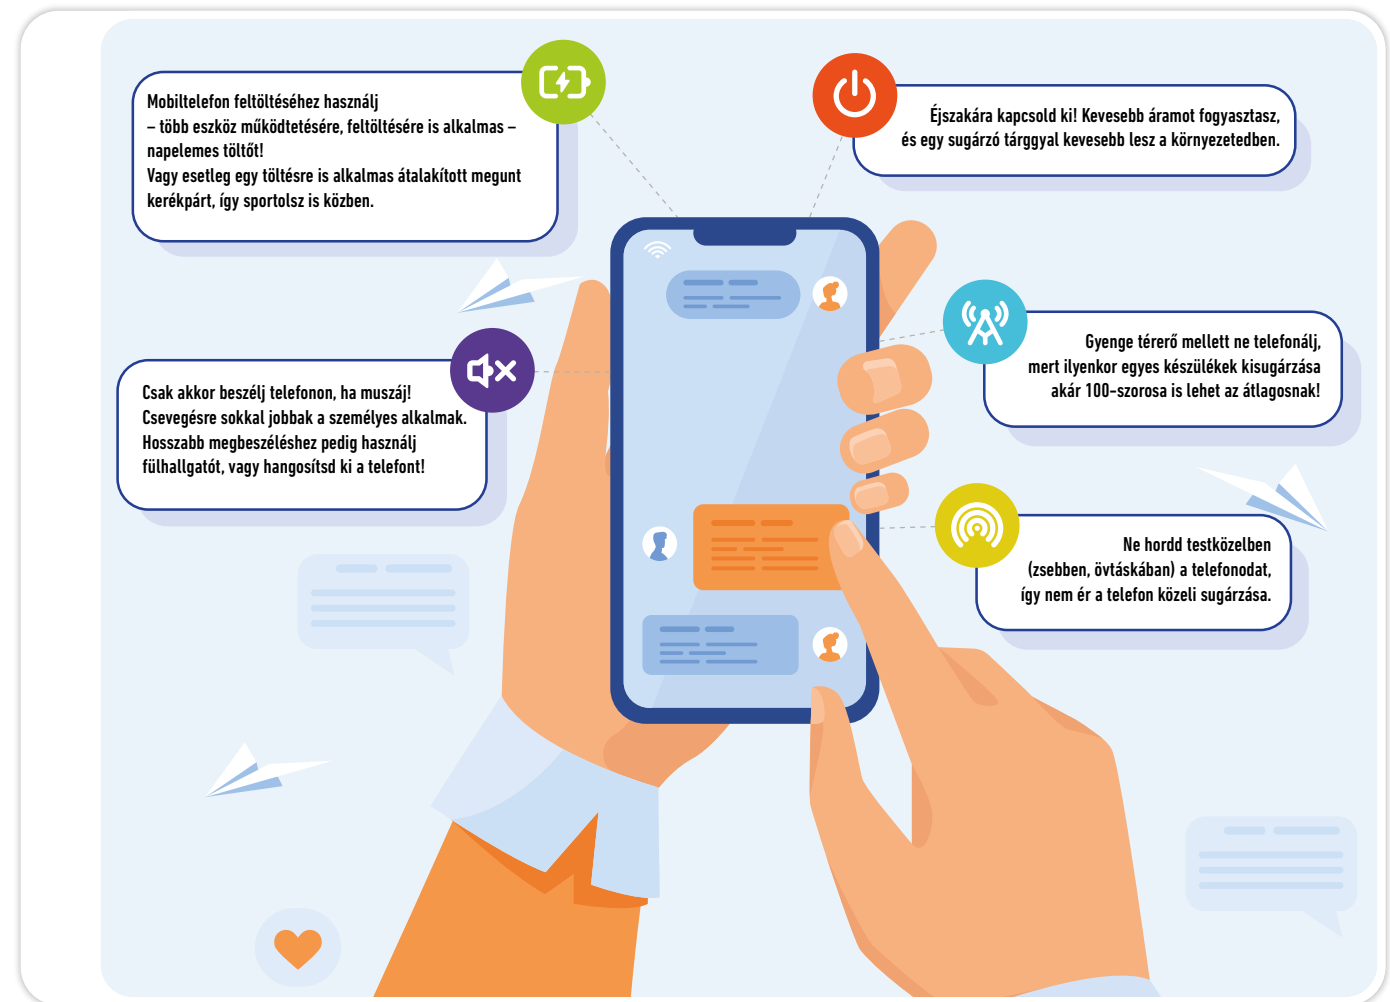 Mobiltelefon feltöltéséhez használj
– több eszköz működtetésére, feltöltésére is alkalmas –
napelemes töltőt!
Vagy esetleg egy töltésre is alkalmas átalakított megunt
kerékpárt, így sportolsz is közben.
Éjszakára kapcsold ki! Kevesebb áramot fogyasztasz,
és egy sugárzó tárggyal kevesebb lesz a környezetedben.
Csak akkor beszélj telefonon, ha muszáj!
Csevegésre sokkal jobbak a személyes alkalmak.
Hosszabb megbeszéléshez pedig használj
fülhallgatót, vagy hangosítsd ki a telefont!
Gyenge térerő mellett ne telefonálj,
mert ilyenkor egyes készülékek kisugárzása
akár 100-szorosa is lehet az átlagosnak!
Ne hordd testközelben
(zsebben, övtáskában) a telefonodat,
így nem ér a telefon közeli sugárzása.